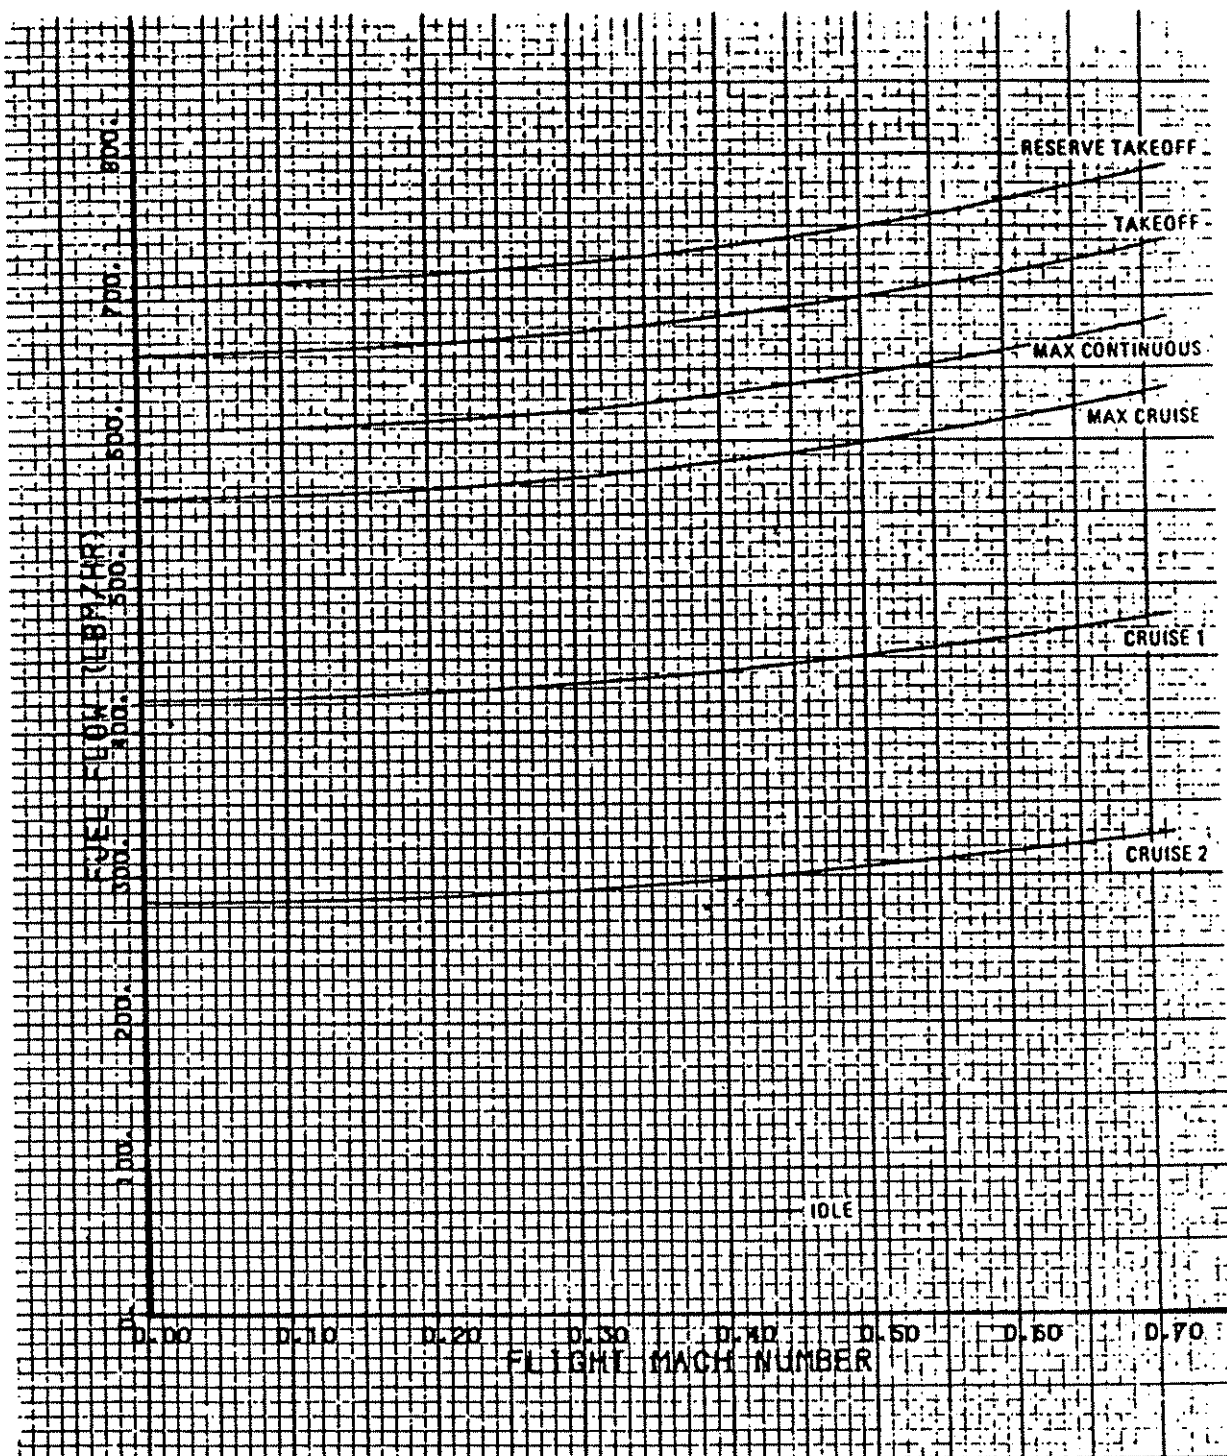 800.
RESERVE TAKEOFF
TAKEOFF
700.
MAX CONTINUOUS
600.
MAX CRUISE
FUEL FLOW (LBM/HR)
500.
CRUISE 1
400.
300.
CRUISE 2
200.
100.
IDLE
0.
0.00 0.10 0.20 0.30 0.40 0.50 0.60 0.70
FLIGHT MACH NUMBER